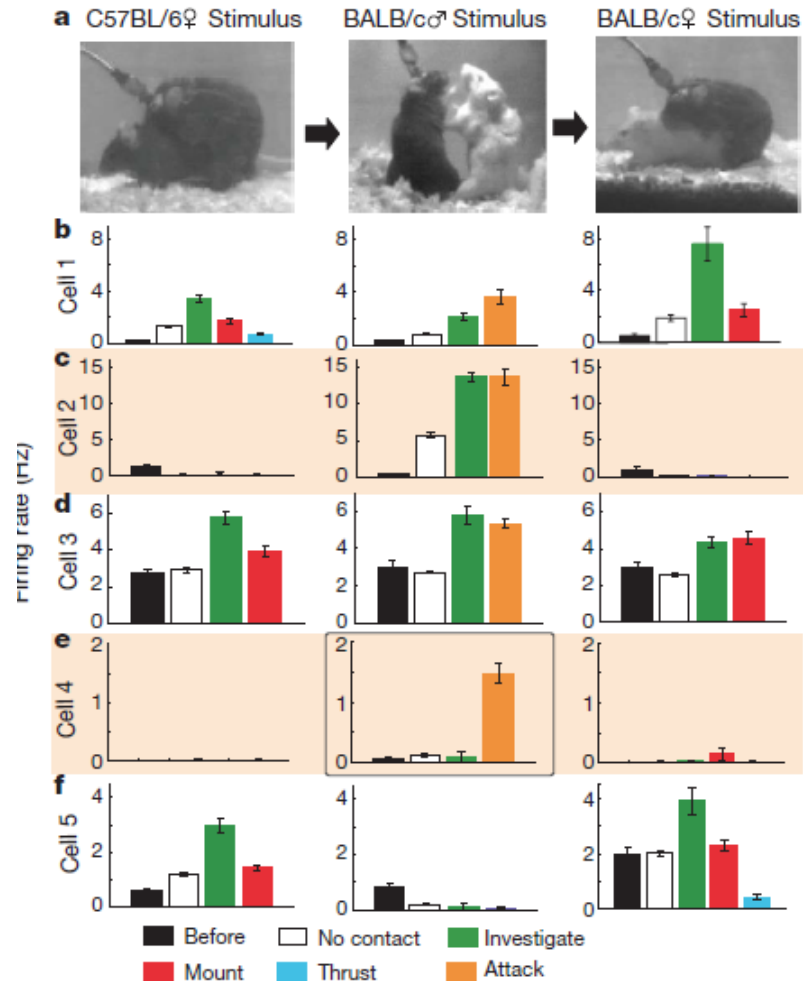 a C57BL/6♀ Stimulus BALB/c♂ Stimulus BALB/c♀ Stimulus
b
Cell 1
8 4 0
8 4 0
8 4 0
c
Cell 2
15 10 5 0
15 10 5 0
15 10 5 0
Firing rate (Hz)
d
Cell 3
6 4 2 0
6 4 2 0
6 4 2 0
e
Cell 4
2 1 0
2 1 0
2 1 0
f
Cell 5
4 2 0
4 2 0
4 2 0
Before No contact Investigate
Mount Thrust Attack